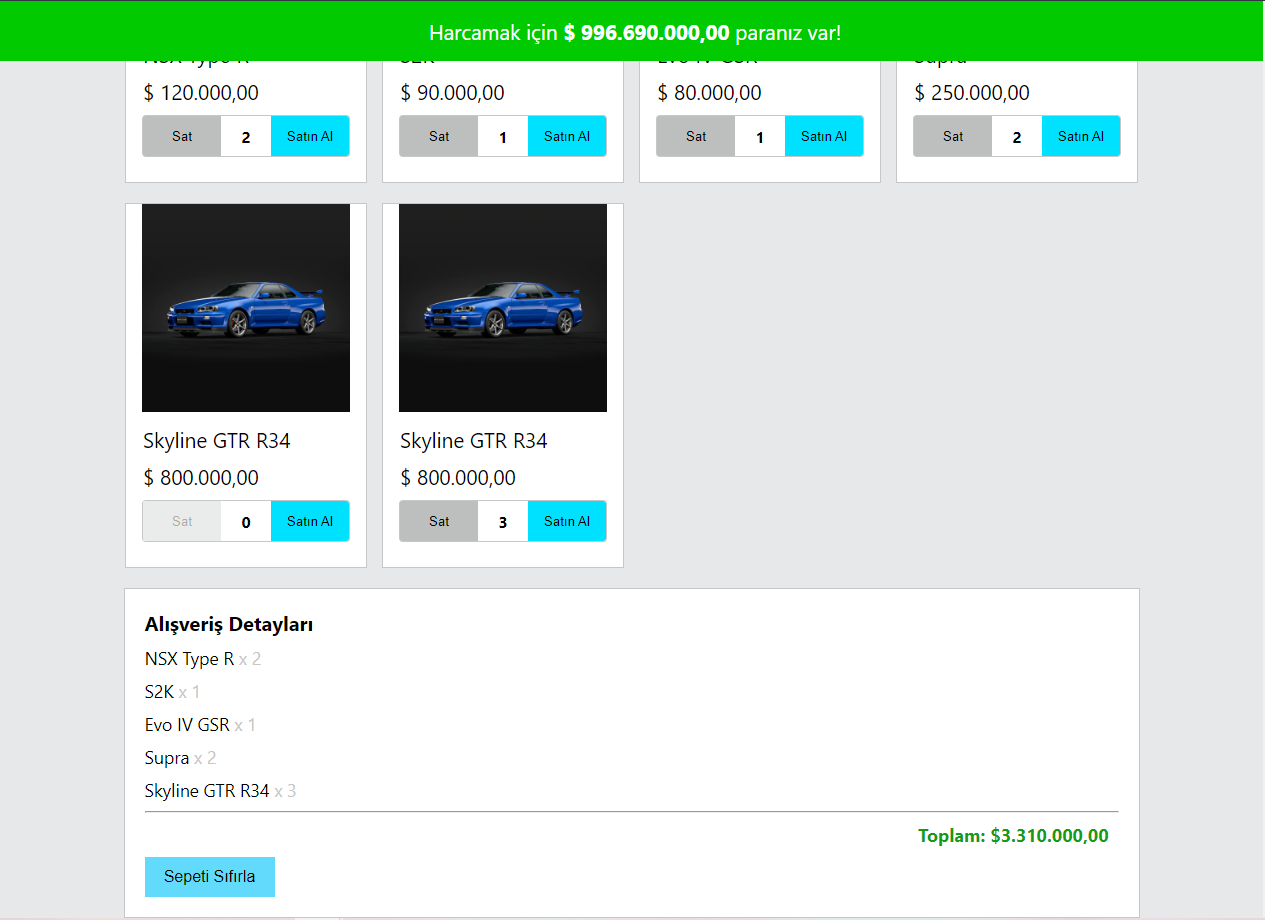 Harcamak için $ 996.690.000,00 paranız var!
$ 120.000,00
$ 90.000,00
$ 80.000,00
$ 250.000,00
Sat 2 Satın Al
Sat 1 Satın Al
Sat 1 Satın Al
Sat 2 Satın Al
Skyline GTR R34
$ 800.000,00
Sat 0 Satın Al
Skyline GTR R34
$ 800.000,00
Sat 3 Satın Al
Alışveriş Detayları
NSX Type R x 2
S2K x 1
Evo IV GSR x 1
Supra x 2
Skyline GTR R34 x 3
Toplam: $3.310.000,00
Sepeti Sıfırla